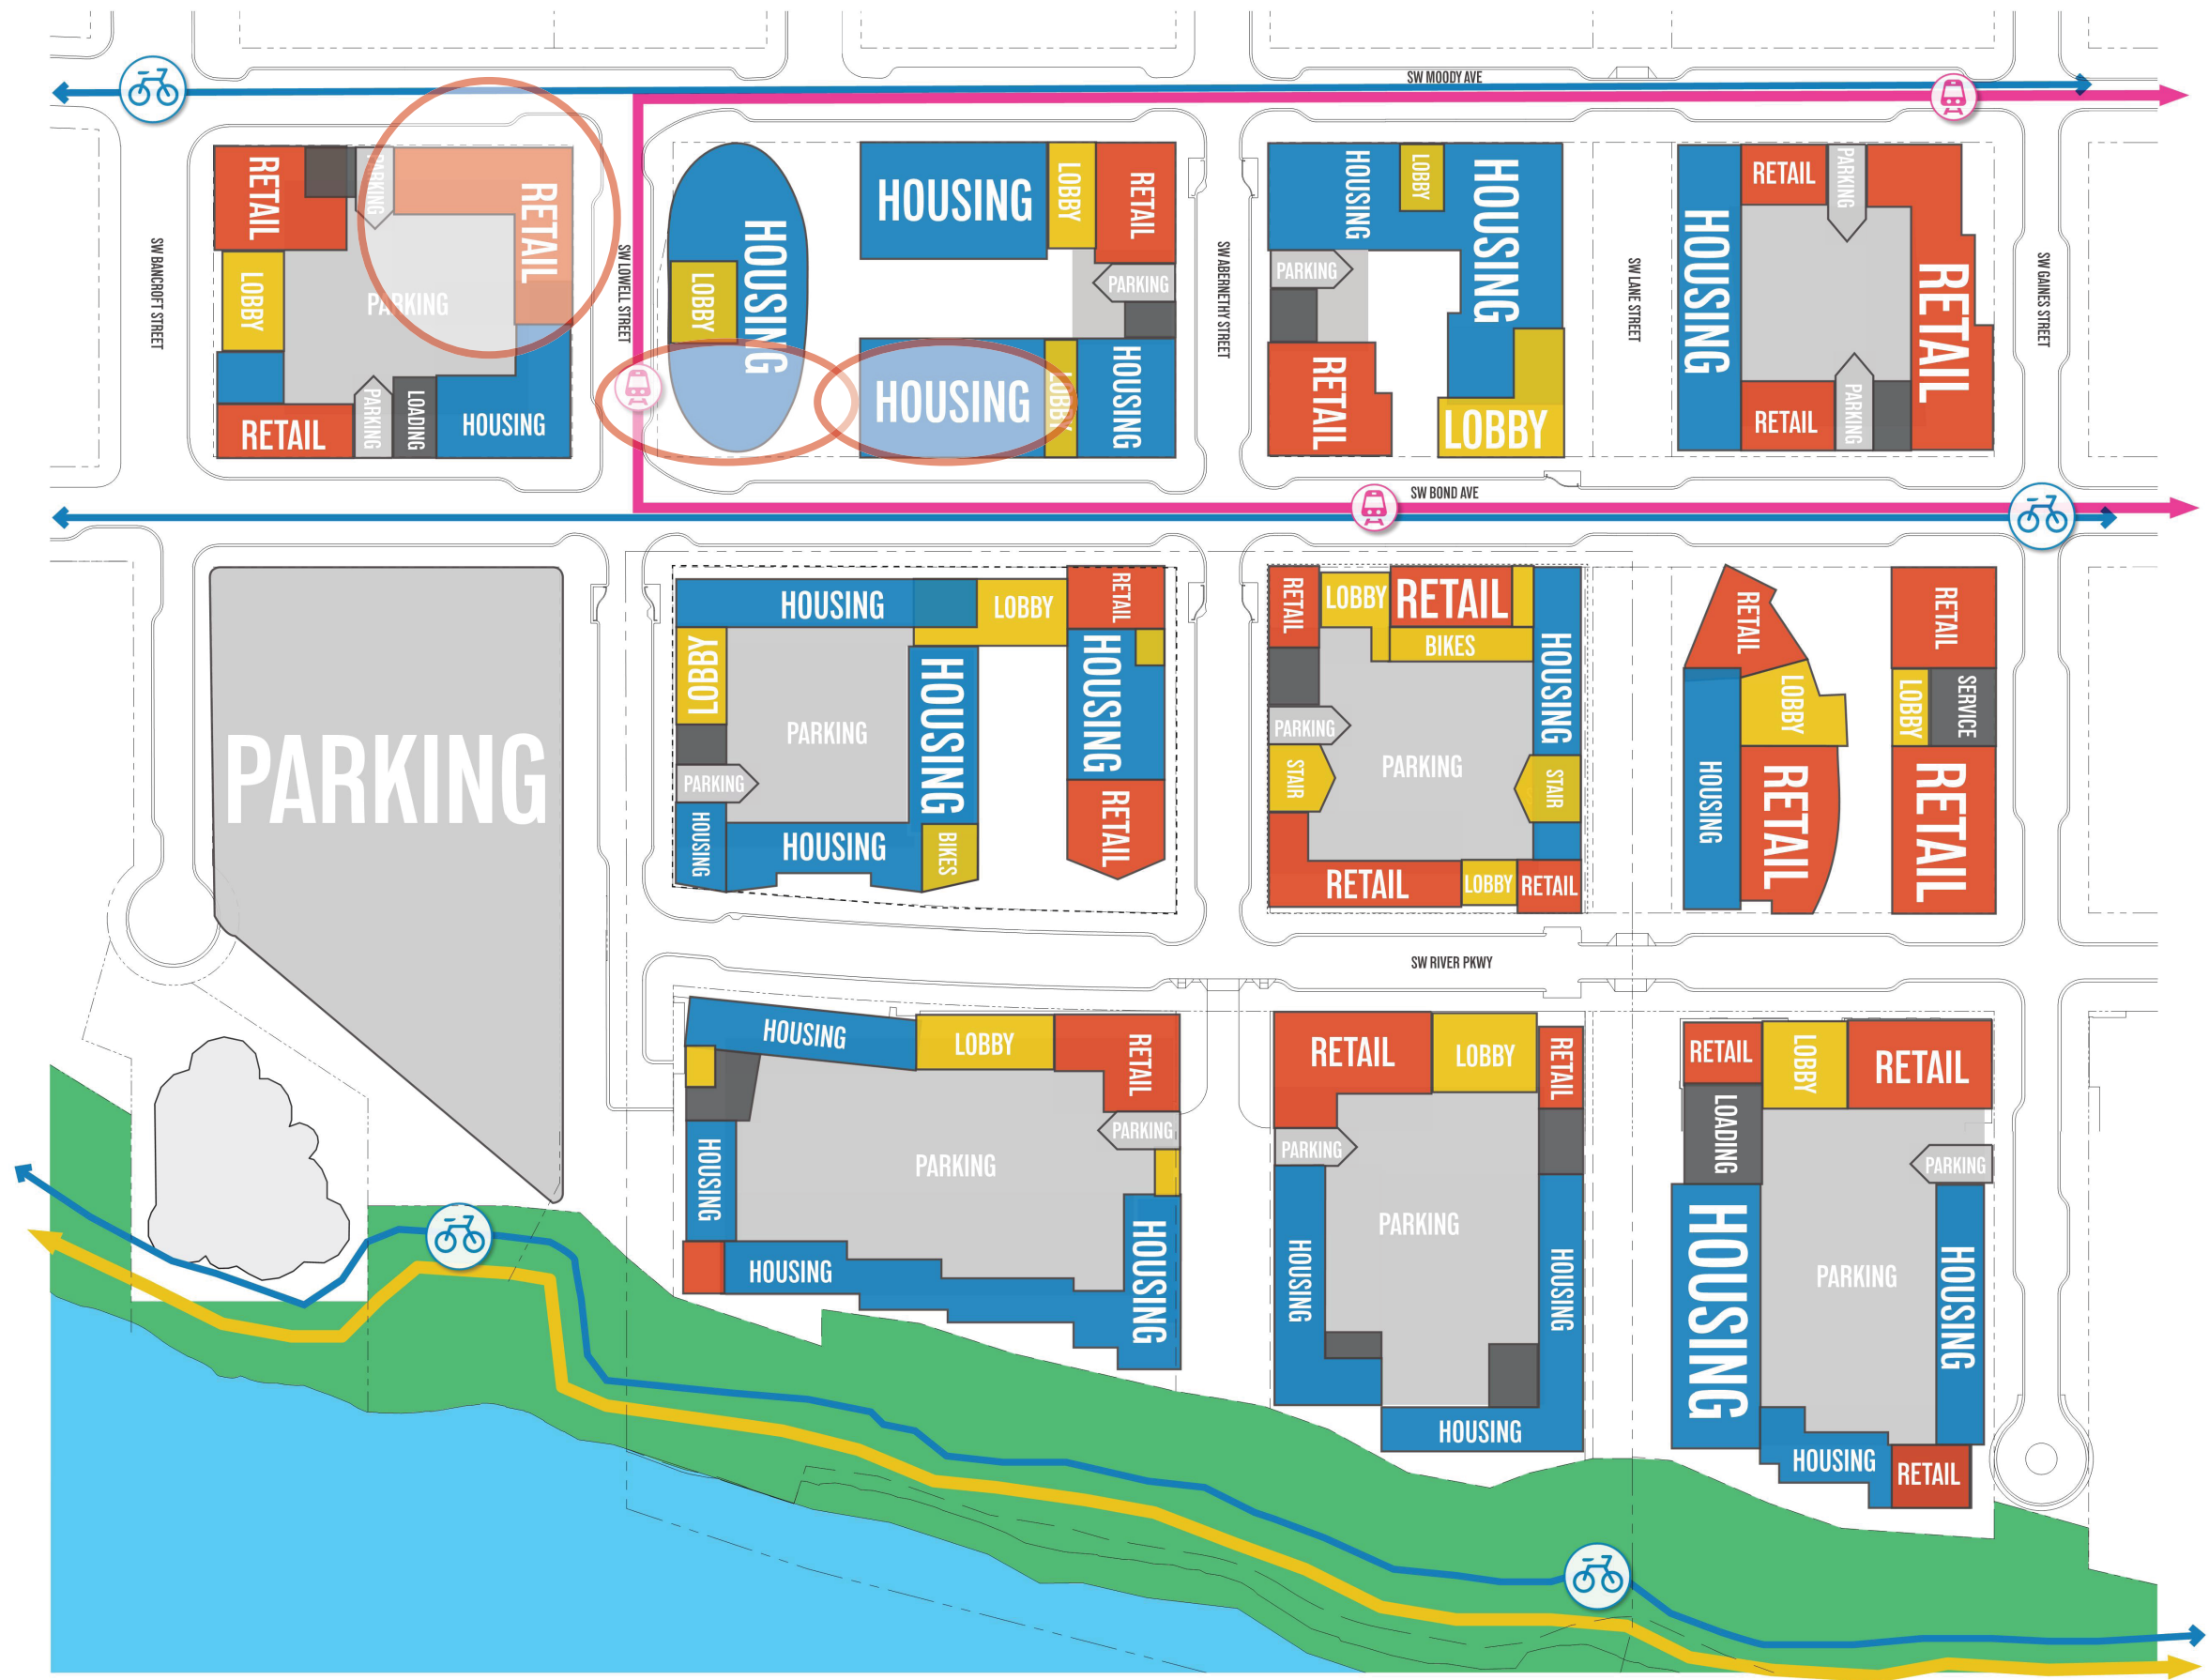 SW MOODY AVE
SW BANCROFT STREET
RETAIL
PARKING
RETAIL
LOBBY
PARKING
RETAIL
PARKING
LOADING
HOUSING
SW LOWELL STREET
HOUSING
LOBBY
HOUSING
LOBBY
RETAIL
PARKING
HOUSING
LOBBY
HOUSING
SW ABERNETHY STREET
HOUSING
LOBBY
HOUSING
PARKING
RETAIL
LOBBY
SW LANE STREET
HOUSING
RETAIL
PARKING
RETAIL
RETAIL
PARKING
SW GAINES STREET
SW BOND AVE
PARKING
HOUSING
LOBBY
RETAIL
LOBBY
PARKING
HOUSING
HOUSING
PARKING
HOUSING
HOUSING
BIKES
RETAIL
RETAIL
LOBBY
RETAIL
BIKES
HOUSING
PARKING
STAIR
PARKING
STAIR
RETAIL
LOBBY
RETAIL
RETAIL
LOBBY
HOUSING
RETAIL
RETAIL
LOBBY
SERVICE
RETAIL
SW RIVER PKWY
HOUSING
LOBBY
RETAIL
PARKING
HOUSING
PARKING
HOUSING
HOUSING
RETAIL
LOBBY
RETAIL
PARKING
PARKING
HOUSING
HOUSING
HOUSING
RETAIL
LOBBY
RETAIL
LOADING
PARKING
HOUSING
PARKING
HOUSING
HOUSING
RETAIL